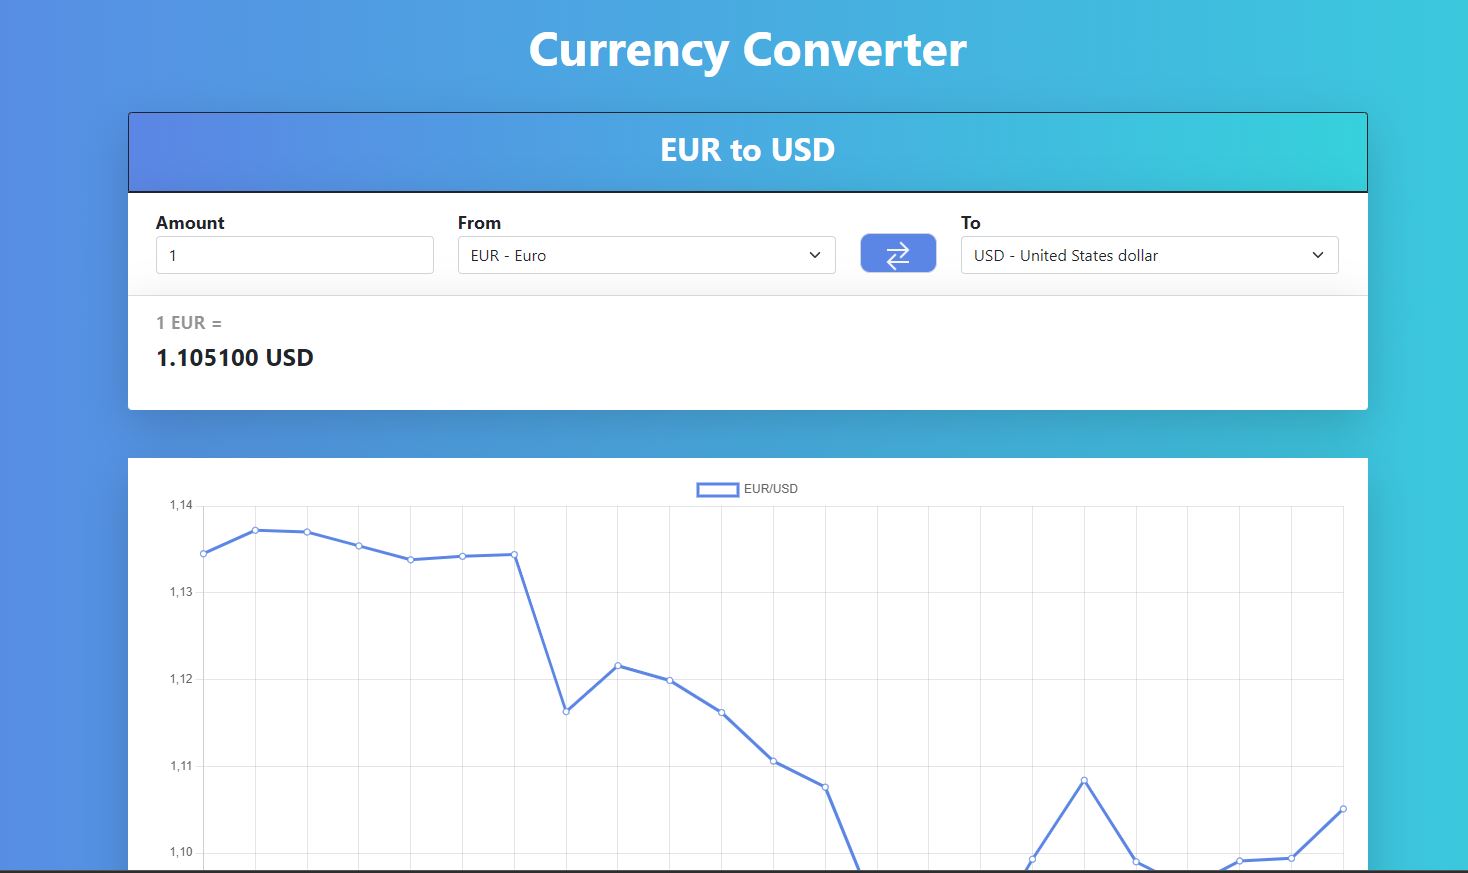 Currency Converter
EUR to USD
Amount
From
To
1
EUR - Euro
USD - United States dollar
1 EUR =
1.105100 USD
EUR/USD
1,14
1,13
1,12
1,11
1,10